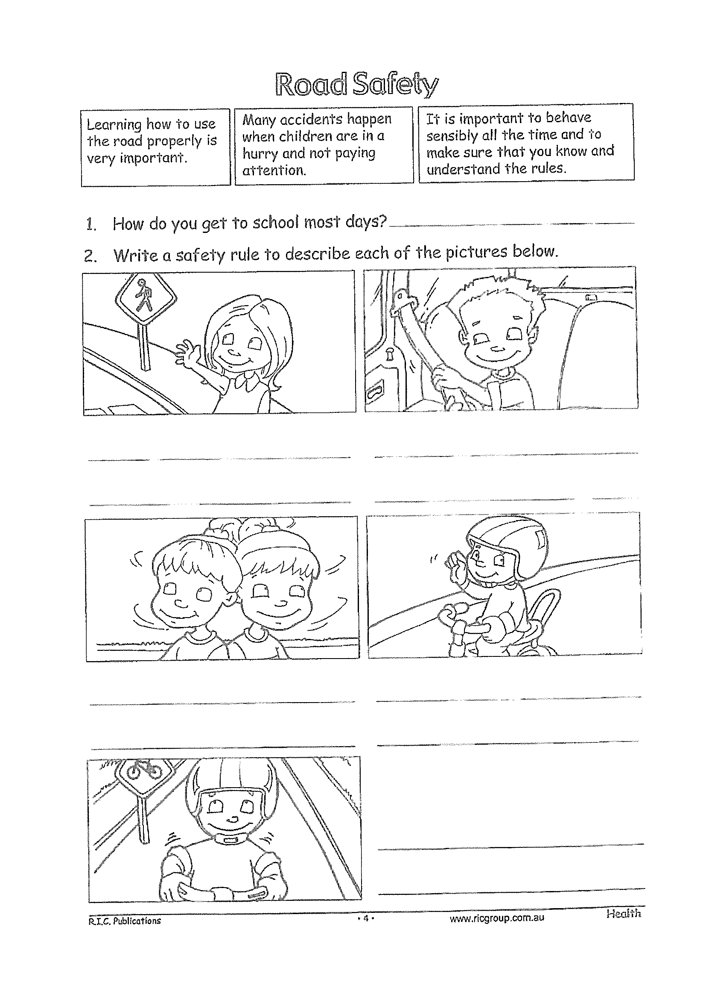 Road Safety
Learning how to use
the road properly is
very important.
Many accidents happen
when children are in a
hurry and not paying
attention.
It is important to behave
sensibly all the time and to
make sure that you know and
understand the rules.
1. How do you get to school most days?
2. Write a safety rule to describe each of the pictures below.
R.I.C. Publications
• 4 •
www.ricgroup.com.au
Health